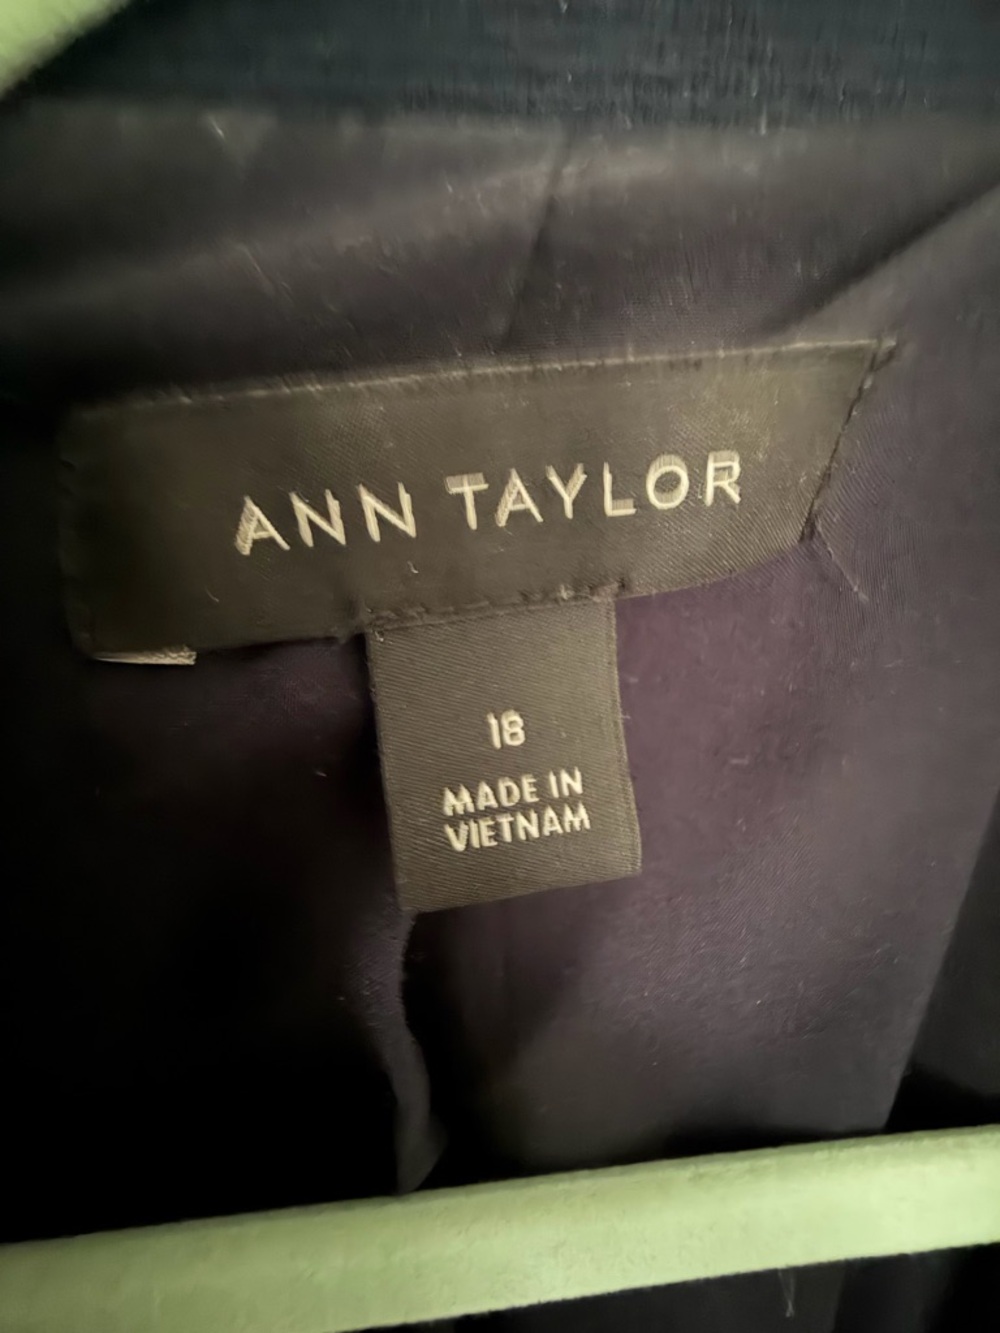 ANN TAYLOR
18
MADE IN
VIETNAM